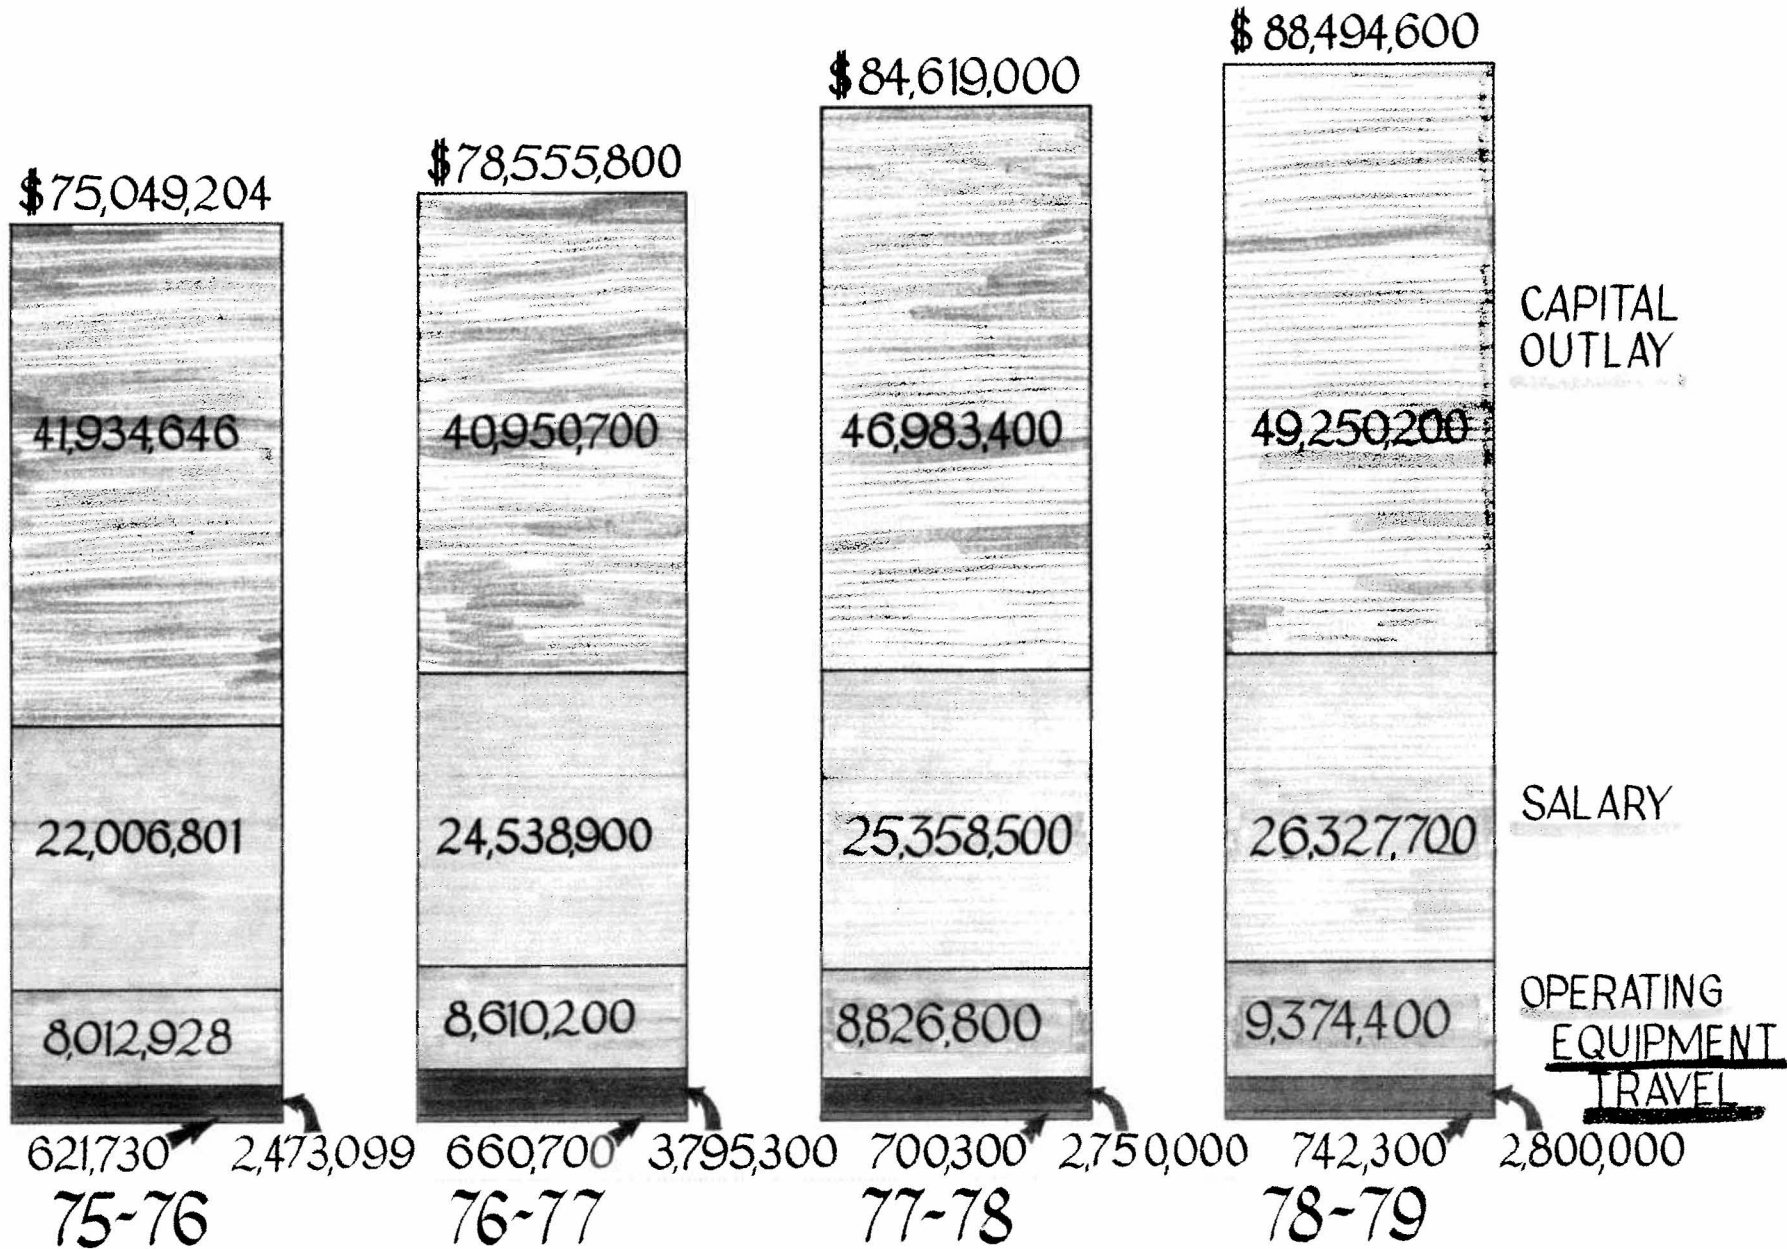 $88,494,600
$84,619,000
$78,555,800
$75,049,204
CAPITAL
OUTLAY
41,934,646 40,950,700 46,983,400 49,250,200
SALARY
22,006,801 24,538,900 25,358,500 26,327,700
OPERATING
8,012,928 8,610,200 8,826,800 9,374,400
EQUIPMENT
TRAVEL
621,730 2,473,099 660,700 3,795,300 700,300 2,750,000 742,300 2,800,000
75-76 76-77 77-78 78-79